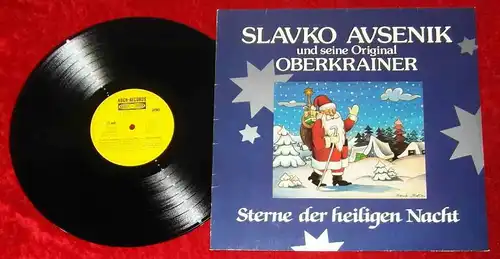 SLAVKO AVSENIK
und seine Original
OBERKRAINER
Sterne der heiligen Nacht